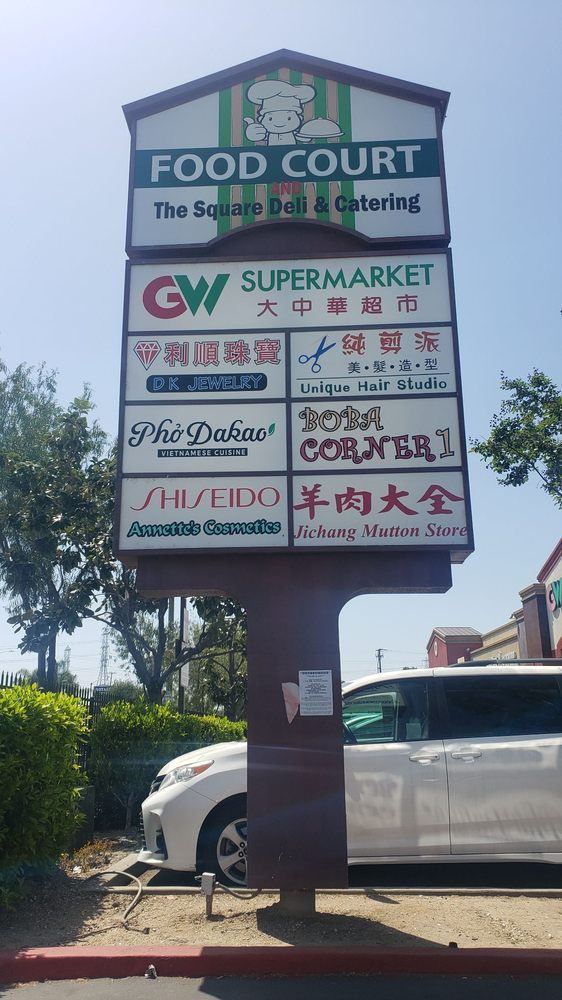 FOOD COURT
AND
The Square Deli & Catering
GW SUPERMARKET
大中華超市
利順珠寶
DK JEWELRY
純剪派
美·髮·造·型
Unique Hair Studio
Phở Dakao
VIETNAMESE CUISINE
BOBA
CORNER 1
SHISEIDO
Annette's Cosmetics
羊肉大全
Jichang Mutton Store
GW